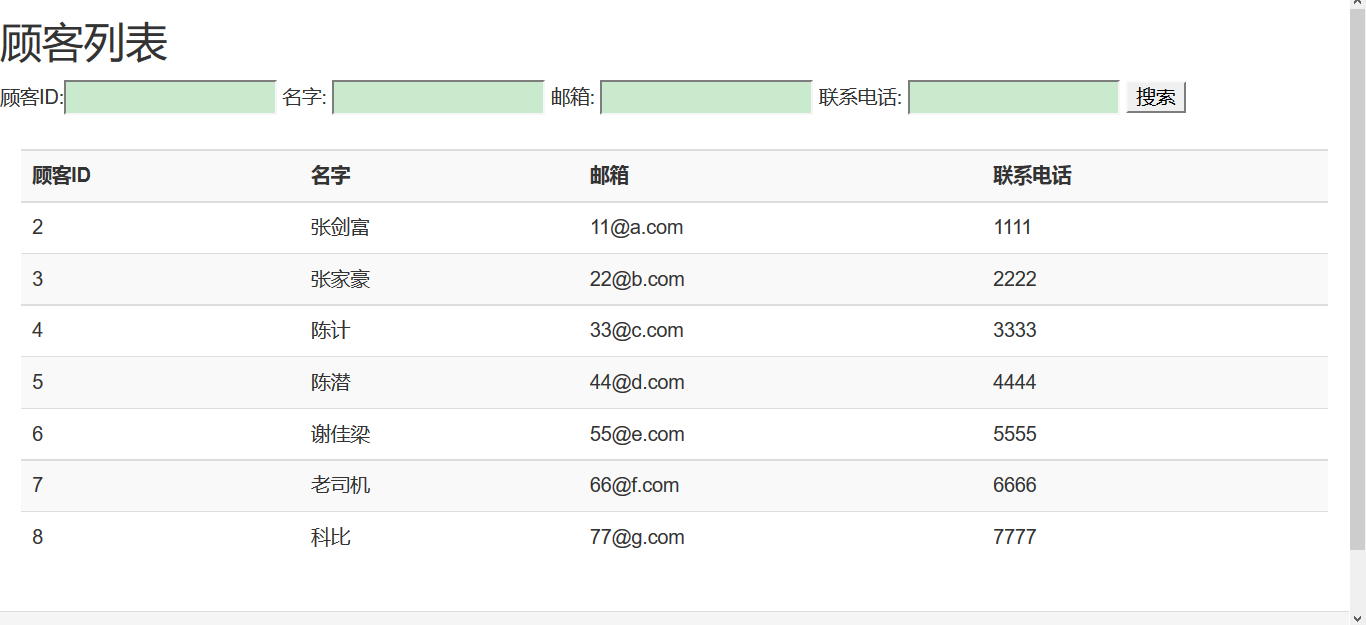 顾客列表
顾客ID: 名字: 邮箱: 联系电话: 搜索
顾客ID 名字 邮箱 联系电话
2 张剑富 11@a.com 1111
3 张家豪 22@b.com 2222
4 陈计 33@c.com 3333
5 陈潜 44@d.com 4444
6 谢佳梁 55@e.com 5555
7 老司机 66@f.com 6666
8 科比 77@g.com 7777